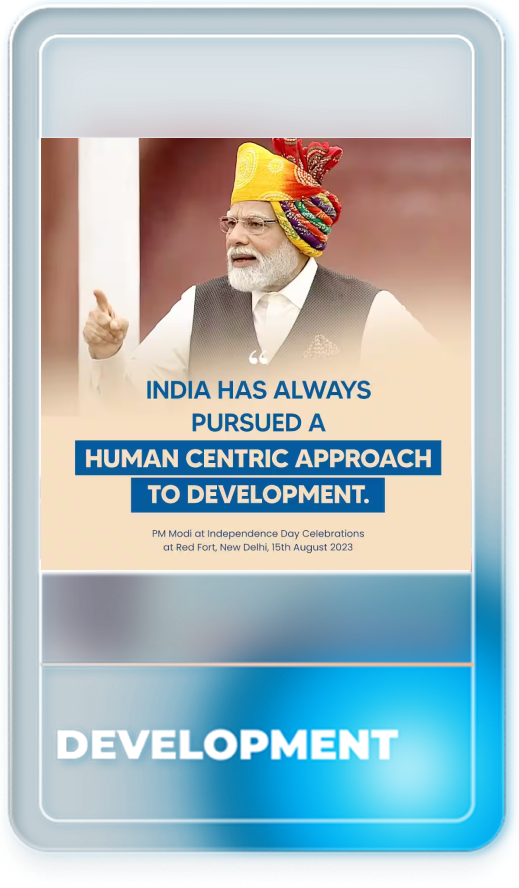 “
INDIA HAS ALWAYS
PURSUED A
HUMAN CENTRIC APPROACH
TO DEVELOPMENT.
PM Modi at Independence Day Celebrations
at Red Fort, New Delhi, 15th August 2023
DEVELOPMENT